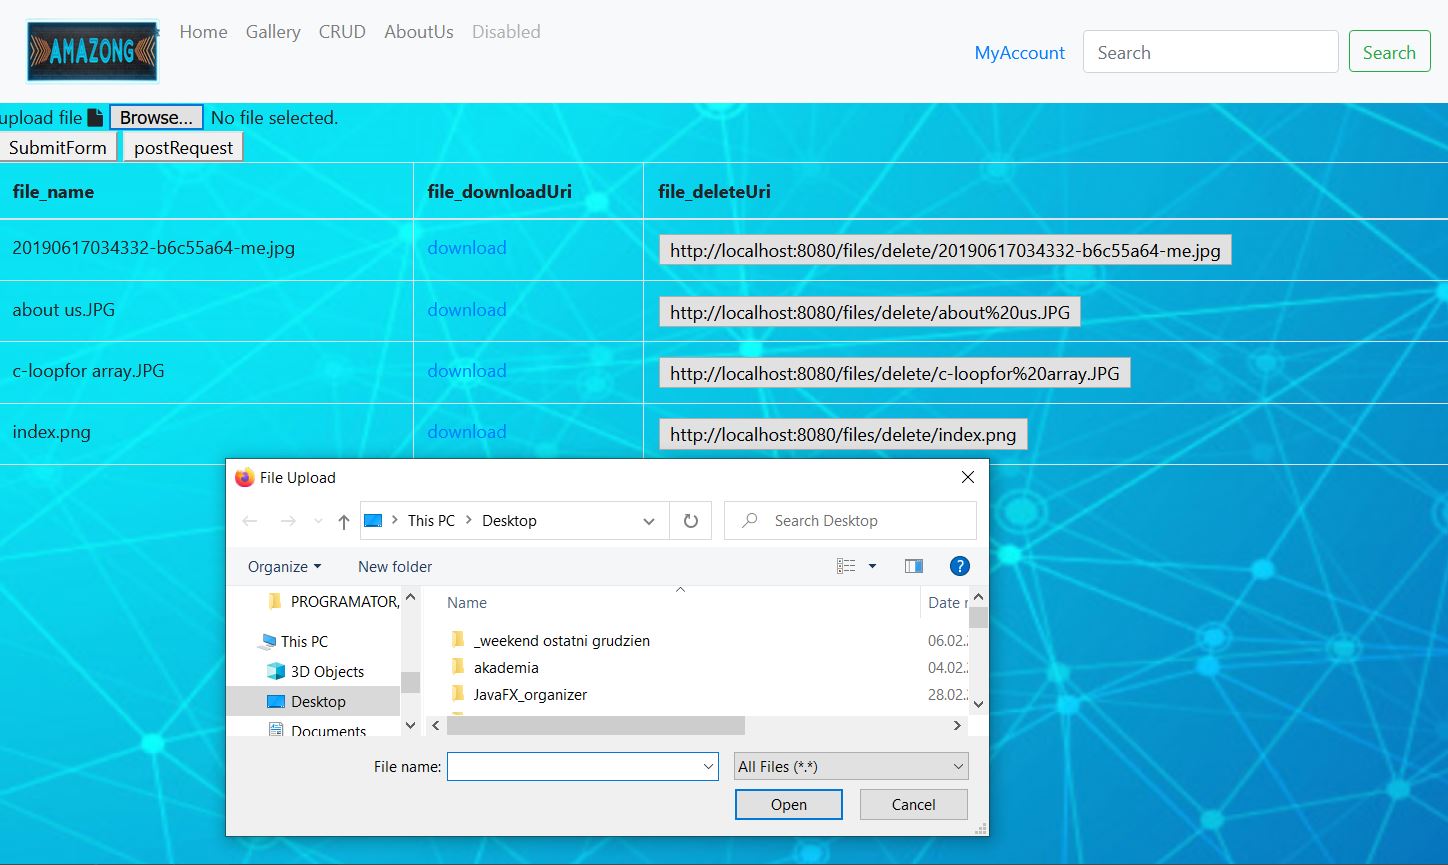 AMAZONG Home Gallery CRUD AboutUs Disabled MyAccount Search Search
upload file Browse... No file selected.
SubmitForm postRequest
file_name file_downloadUri file_deleteUri
20190617034332-b6c55a64-me.jpg download http://localhost:8080/files/delete/20190617034332-b6c55a64-me.jpg
about us.JPG download http://localhost:8080/files/delete/about%20us.JPG
c-loopfor array.JPG download http://localhost:8080/files/delete/c-loopfor%20array.JPG
index.png download http://localhost:8080/files/delete/index.png
File Upload
This PC Desktop Search Desktop
Organize New folder
PROGRAMATOR, Name Date
This PC _weekend ostatni grudzien 06.02.
3D Objects akademia 04.02.
Desktop JavaFX_organizer 28.02.
Documents
File name: All Files (*.*)
Open Cancel